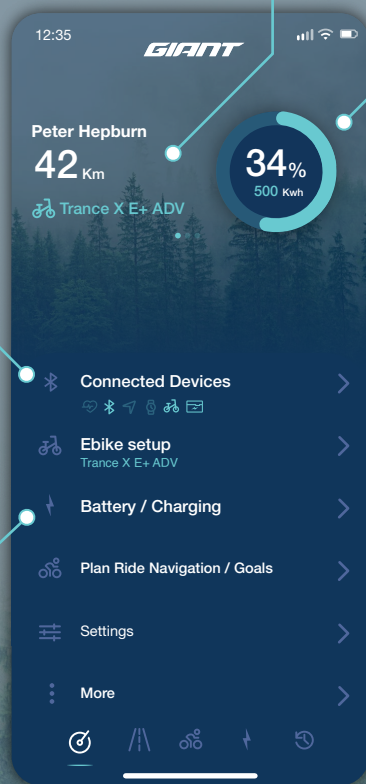 12:35
GIANT
Peter Hepburn
42 Km
34%
500 Kwh
Trance X E+ ADV
Connected Devices
Ebike setup
Trance X E+ ADV
Battery / Charging
Plan Ride Navigation / Goals
Settings
More